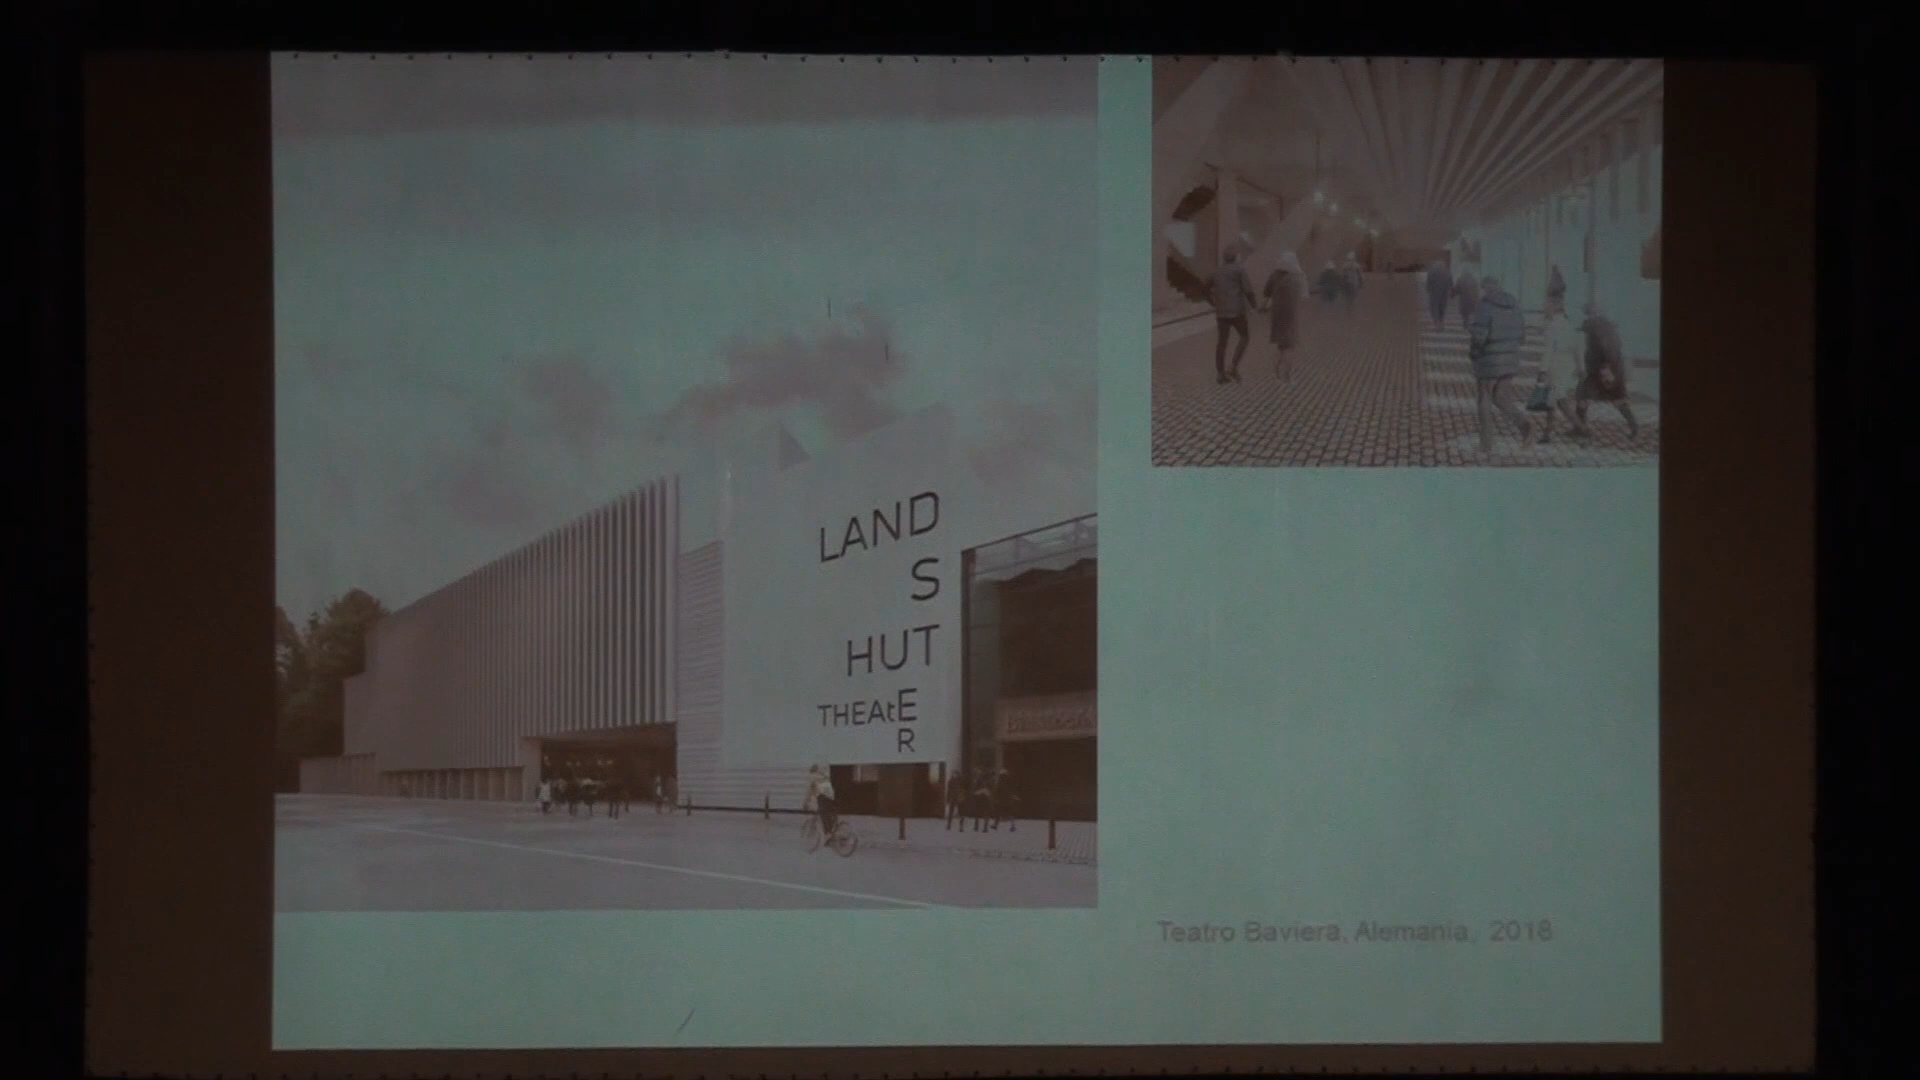 LAND
S
HUT
THEAtE
R
Teatro Baviera, Alemania, 2018